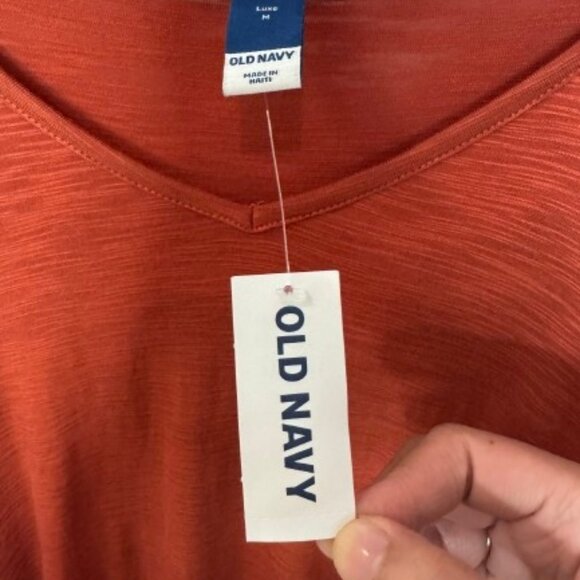 Luxe
M
OLD NAVY
MADE IN
HAITI
OLD NAVY